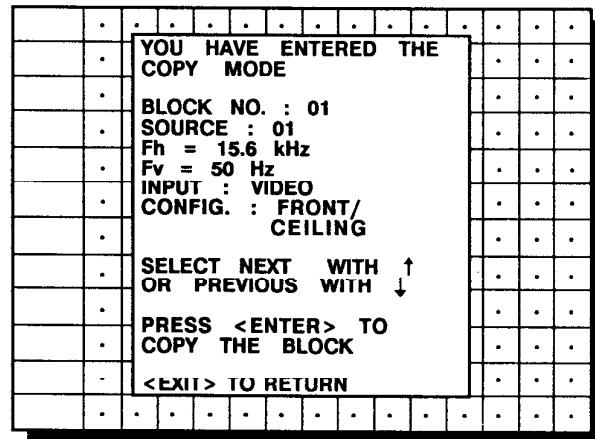 YOU HAVE ENTERED THE
COPY MODE
BLOCK NO. : 01
SOURCE : 01
Fh = 15.6 kHz
Fv = 50 Hz
INPUT : VIDEO
CONFIG. : FRONT/
CEILING
SELECT NEXT WITH ↑
OR PREVIOUS WITH ↓
PRESS <ENTER> TO
COPY THE BLOCK
<EXIT> TO RETURN